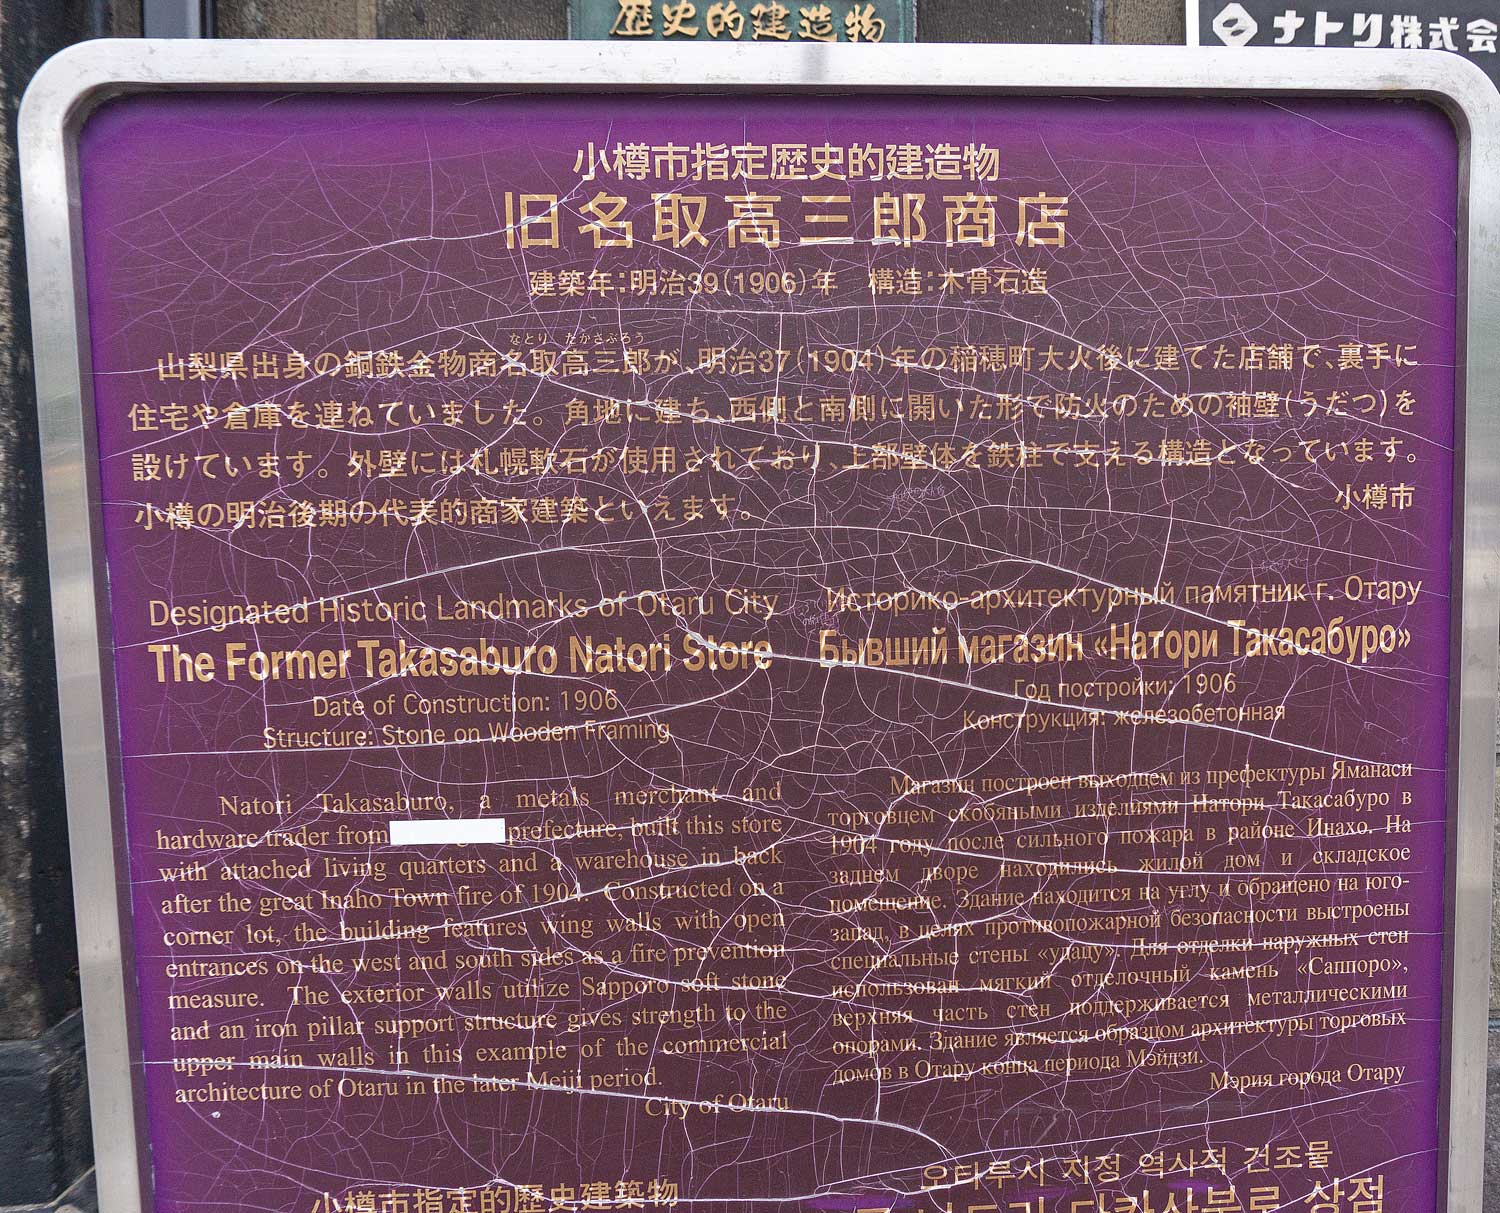 歴史的建造物
ナトリ株式会
小樽市指定歴史的建造物
旧名取高三郎商店
建築年:明治39(1906)年 構造:木骨石造
なとり たかさぶろう
山梨県出身の銅鉄金物商名取高三郎が、明治37(1904)年の稲穂町大火後に建てた店舗で、裏手に
住宅や倉庫を連ねていました。角地に建ち、西側と南側に開いた形で防火のための袖壁(うだつ)を
設けています。外壁には札幌軟石が使用されており、上部壁体を鉄柱で支える構造となっています。
小樽の明治後期の代表的商家建築といえます。
小樽市
Designated Historic Landmarks of Otaru City
The Former Takasaburo Natori Store
Date of Construction: 1906
Structure: Stone on Wooden Framing
Natori Takasaburo, a metals merchant and
hardware trader from prefecture, built this store
with attached living quarters and a warehouse in back
after the great Inaho Town fire of 1904. Constructed on a
corner lot, the building features wing walls with open
entrances on the west and south sides as a fire prevention
measure. The exterior walls utilize Sapporo soft stone
and an iron pillar support structure gives strength to the
upper main walls in this example of the commercial
architecture of Otaru in the later Meiji period.
City of Otaru
Историко-архитектурный памятник г. Отару
Бывший магазин «Натори Такасабуро»
Год постройки: 1906
Конструкция: железобетонная
Магазин построен выходцем из префектуры Яманаси
торговцем скобяными изделиями Натори Такасабуро в
1904 году после сильного пожара в районе Инахо. На
заднем дворе находились жилой дом и складское
помещение. Здание находится на углу и обращено на юго-
запад, в целях противопожарной безопасности выстроены
специальные стены «удацу». Для отделки наружных стен
использован мягкий отделочный камень «Саппоро»,
верхняя часть стен поддерживается металлическими
опорами. Здание является образцом архитектуры торговых
домов в Отару конца периода Мэйдзи.
Мэрия города Отару
小樽市指定的歷史建築物
오타루시 지정 역사적 건조물
다카사부로 상점